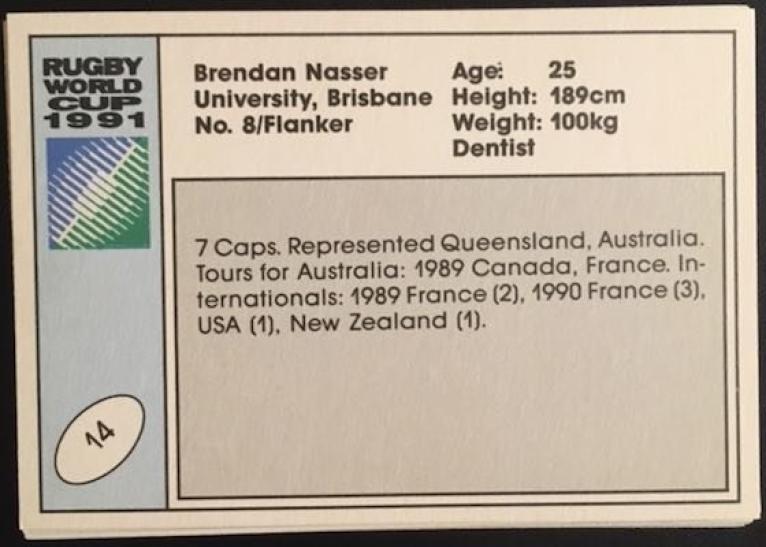 RUGBY
WORLD
CUP
1991
Brendan Nasser
University, Brisbane
No. 8/Flanker
Age: 25
Height: 189cm
Weight: 100kg
Dentist
7 Caps. Represented Queensland, Australia.
Tours for Australia: 1989 Canada, France. In-
ternationals: 1989 France (2), 1990 France (3),
USA (1), New Zealand (1).
14